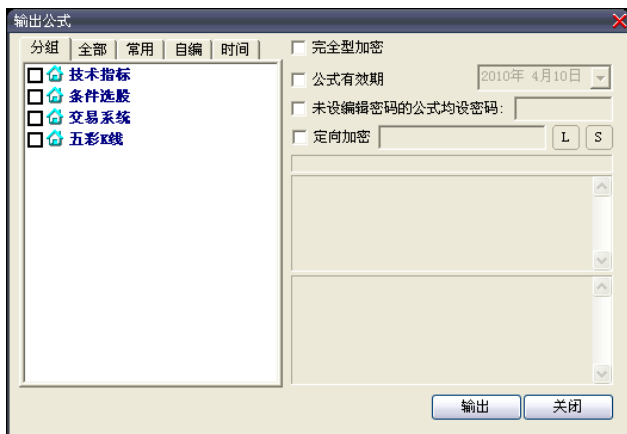 输出公式
分组 全部 常用 自编 时间
技术指标
条件选股
交易系统
五彩K线
完全型加密
公式有效期 2010年 4月10日
未设编辑密码的公式均设密码:
定向加密 L S
输出 关闭